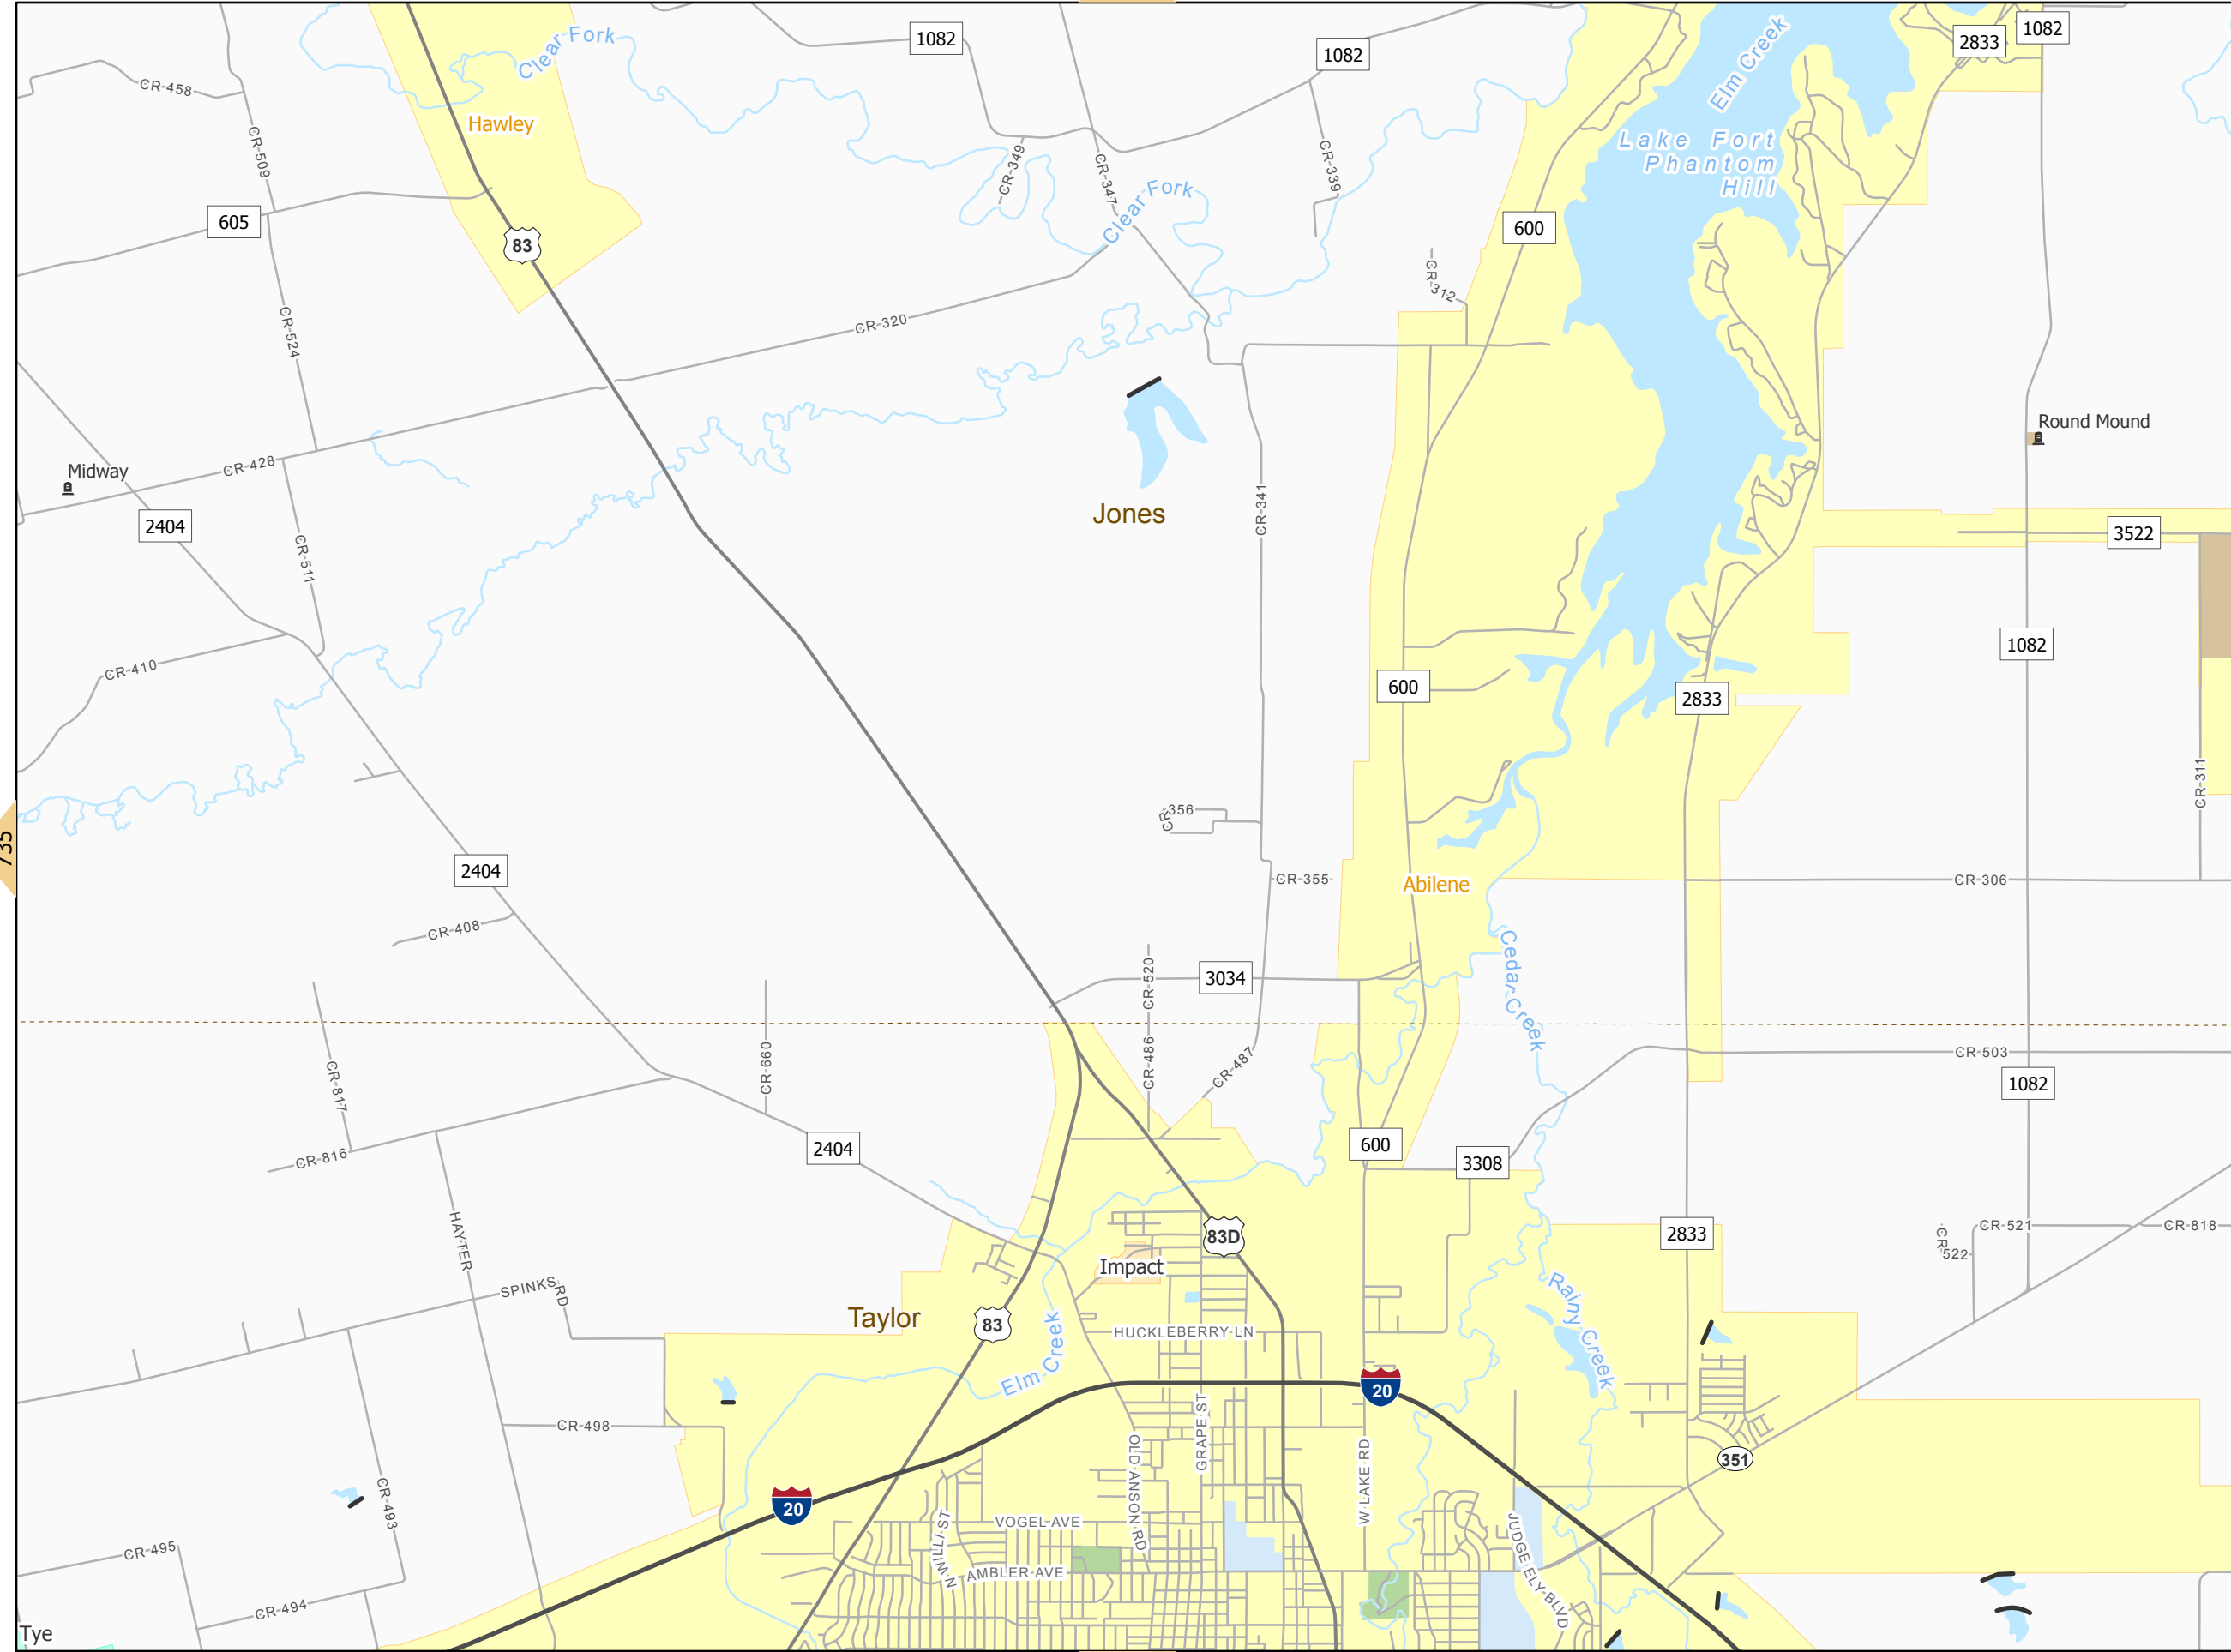 Clear Fork
1082
1082
2833
1082
Elm Creek
CR-458
Hawley
CR-509
Lake Fort
Phantom
Hill
CR-349
CR-347
CR-339
Clear Fork
605
83
600
CR-312
CR-524
CR-320
Round Mound
Midway
CR-428
2404
Jones
CR-341
3522
CR-511
CR-410
1082
600
2833
CR-311
CR-356
735
2404
CR-355
Abilene
CR-306
CR-408
Cedar Creek
3034
CR-520
CR-660
CR-486
CR-487
CR-503
CR-817
1082
2404
600
3308
CR-816
HAYTER
83D
2833
CR-521
CR-818
CR-522
Impact
SPINKS RD
Rainy Creek
Taylor
83
Elm Creek
HUCKLEBERRY LN
20
GRAPE ST
CR-498
OLD ANSON RD
W LAKE RD
351
CR-493
20
N WILLIS ST
VOGEL AVE
JUDGE ELY BLVD
CR-495
AMBLER AVE
CR-494
Tye